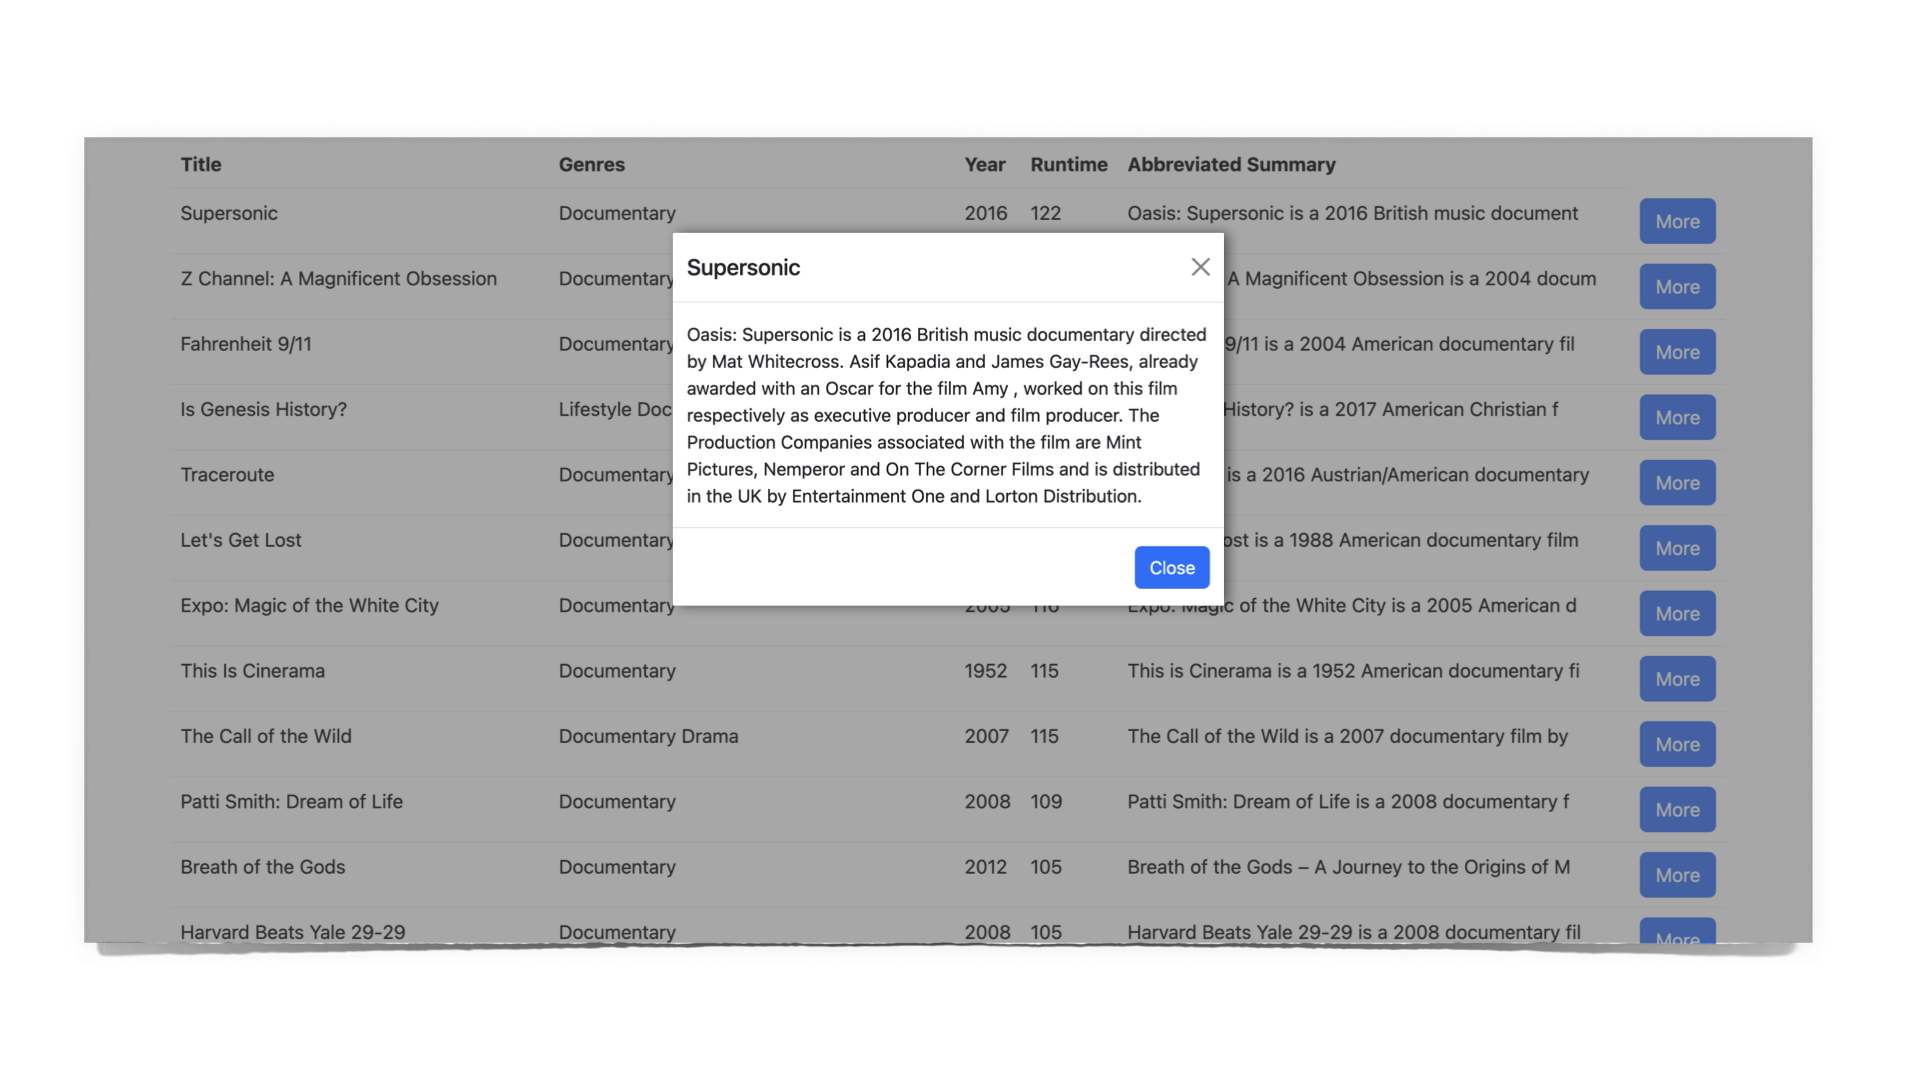 Title Genres Year Runtime Abbreviated Summary
Supersonic Documentary 2016 122 Oasis: Supersonic is a 2016 British music document More
Supersonic
Z Channel: A Magnificent Obsession Documentary A Magnificent Obsession is a 2004 docum More
Oasis: Supersonic is a 2016 British music documentary directed
by Mat Whitecross. Asif Kapadia and James Gay-Rees, already
awarded with an Oscar for the film Amy , worked on this film
respectively as executive producer and film producer. The
Production Companies associated with the film are Mint
Pictures, Nemperor and On The Corner Films and is distributed
in the UK by Entertainment One and Lorton Distribution.
Close
Fahrenheit 9/11 Documentary 9/11 is a 2004 American documentary fil More
Is Genesis History? Lifestyle Doc History? is a 2017 American Christian f More
Traceroute Documentary is a 2016 Austrian/American documentary More
Let's Get Lost Documentary ost is a 1988 American documentary film More
Expo: Magic of the White City Documentary 2005 116 Expo: Magic of the White City is a 2005 American d More
This Is Cinerama Documentary 1952 115 This is Cinerama is a 1952 American documentary fi More
The Call of the Wild Documentary Drama 2007 115 The Call of the Wild is a 2007 documentary film by More
Patti Smith: Dream of Life Documentary 2008 109 Patti Smith: Dream of Life is a 2008 documentary f More
Breath of the Gods Documentary 2012 105 Breath of the Gods – A Journey to the Origins of M More
Harvard Beats Yale 29-29 Documentary 2008 105 Harvard Beats Yale 29-29 is a 2008 documentary fil More